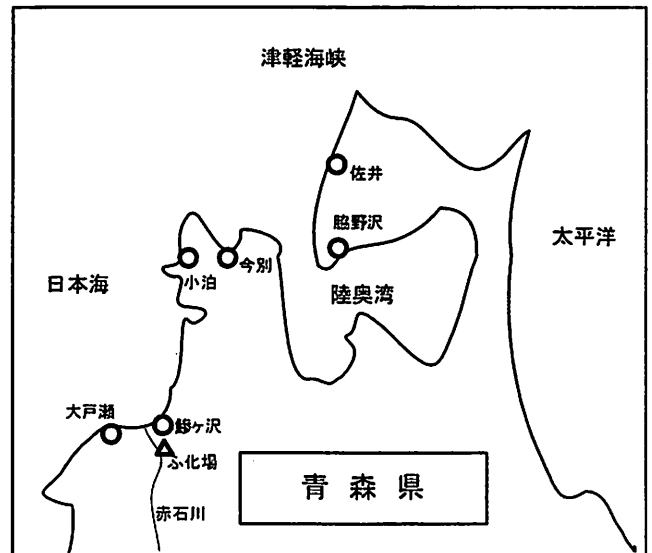 津軽海峡
佐井
脇野沢
太平洋
今別
小泊
日本海
陸奥湾
大戸瀬
鰺ヶ沢
ふ化場
青森県
赤石川